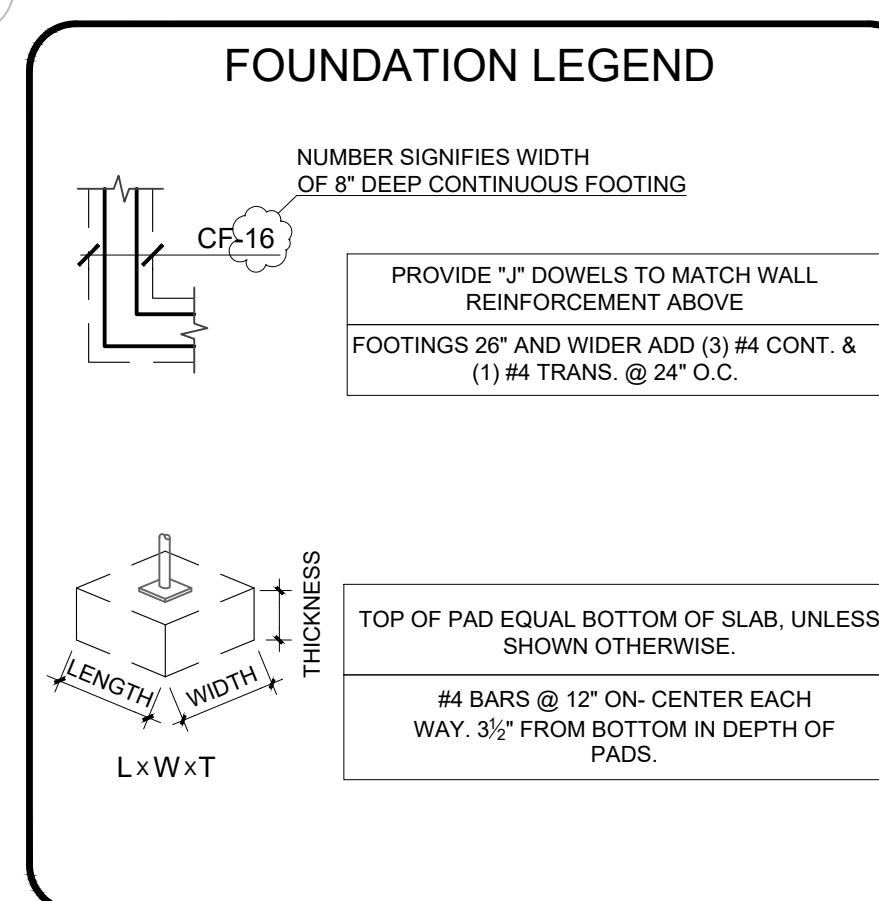 FOUNDATION LEGEND
NUMBER SIGNIFIES WIDTH
OF 8" DEEP CONTINUOUS FOOTING
CF-16
PROVIDE "J" DOWELS TO MATCH WALL
REINFORCEMENT ABOVE
FOOTINGS 26" AND WIDER ADD (3) #4 CONT. &
(1) #4 TRANS. @ 24" O.C.
THICKNESS
LENGTH
WIDTH
LxWxT
TOP OF PAD EQUAL BOTTOM OF SLAB, UNLESS
SHOWN OTHERWISE.
#4 BARS @ 12" ON- CENTER EACH
WAY. 3½" FROM BOTTOM IN DEPTH OF
PADS.